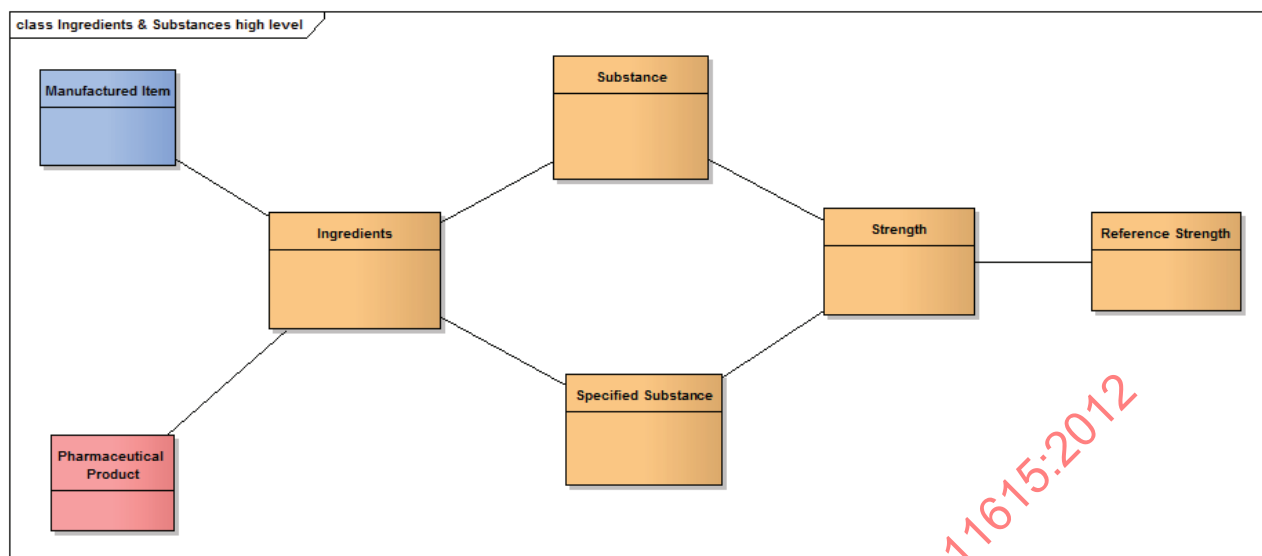 class Ingredients & Substances high level
Manufactured Item
Substance
Ingredients
Strength
Reference Strength
Specified Substance
Pharmaceutical
Product
11615:2012